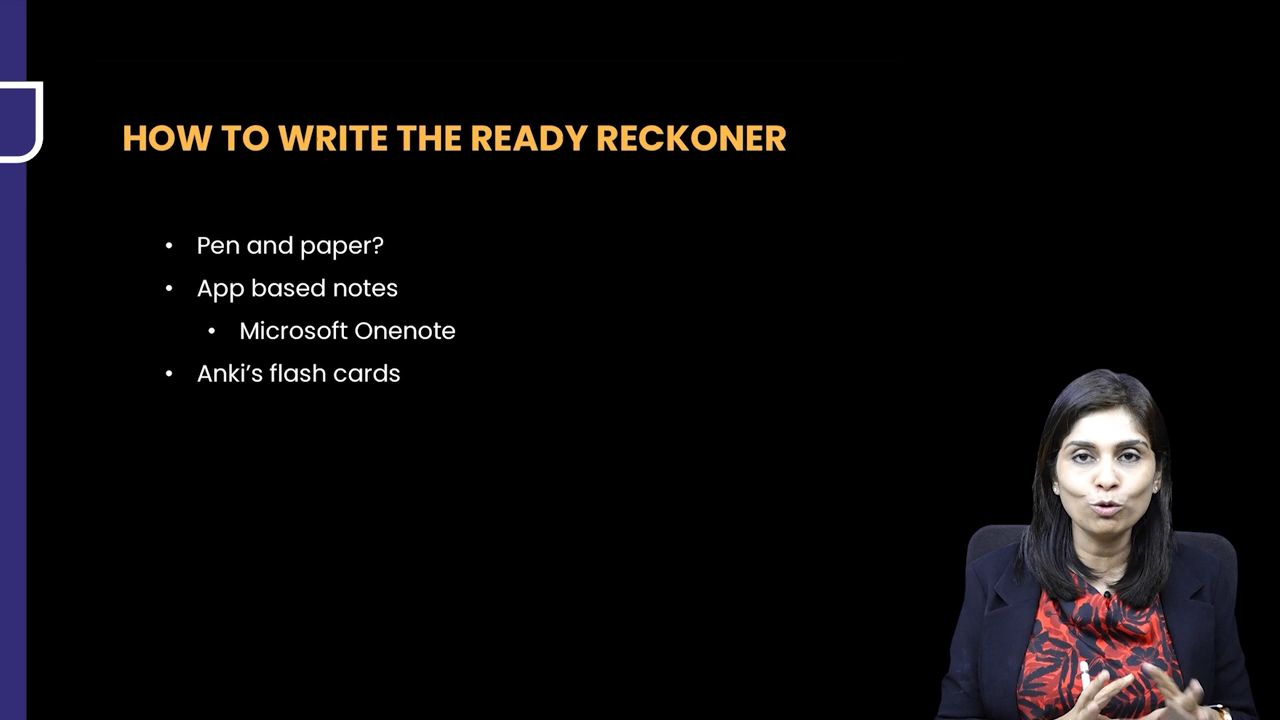 HOW TO WRITE THE READY RECKONER
• Pen and paper?
• App based notes
• Microsoft Onenote
• Anki’s flash cards